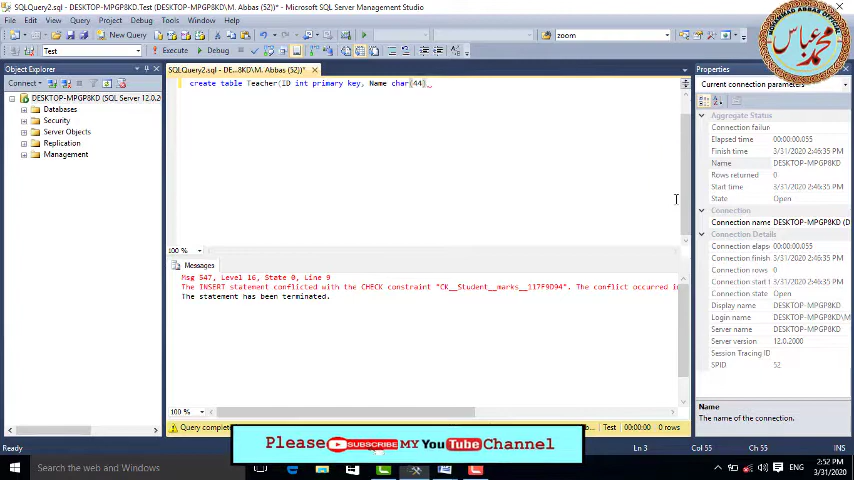 SQLQuery2.sql - DESKTOP-MPGP8KD.Test (DESKTOP-MPGP8KD\M. Abbas (52))* - Microsoft SQL Server Management Studio
File Edit View Query Project Debug Tools Window Help
New Query zoom
Test Execute Debug
Object Explorer
Connect
DESKTOP-MPGP8KD (SQL Server 12.0.20
Databases
Security
Server Objects
Replication
Management
SQLQuery2.sql - DE...8KD\M. Abbas (52))*
create table Teacher(ID int primary key, Name char(44)
100 %
Messages
Msg 547, Level 16, State 0, Line 9
The INSERT statement conflicted with the CHECK constraint "CK__Student__marks__117F9D94". The conflict occurred i
The statement has been terminated.
100 %
Query complete
Test 00:00:00 0 rows
Properties
Current connection parameters
Aggregate Status
Connection failure
Elapsed time 00:00:00.055
Finish time 3/31/2020 2:46:35 PM
Name DESKTOP-MPGP8KD
Rows returned 0
Start time 3/31/2020 2:46:35 PM
State Open
Connection
Connection name DESKTOP-MPGP8KD (D
Connection Details
Connection elaps 00:00:00.055
Connection finish 3/31/2020 2:46:35 PM
Connection rows 0
Connection start t 3/31/2020 2:46:35 PM
Connection state Open
Display name DESKTOP-MPGP8KD
Login name DESKTOP-MPGP8KD\M
Server name DESKTOP-MPGP8KD
Server version 12.0.2000
Session Tracing ID
SPID 52
Name
The name of the connection.
Please SUBSCRIBE MY YouTube Channel
Ready Ln 3 Col 55 Ch 55 INS
Search the web and Windows
2:52 PM
3/31/2020
محمد عباس